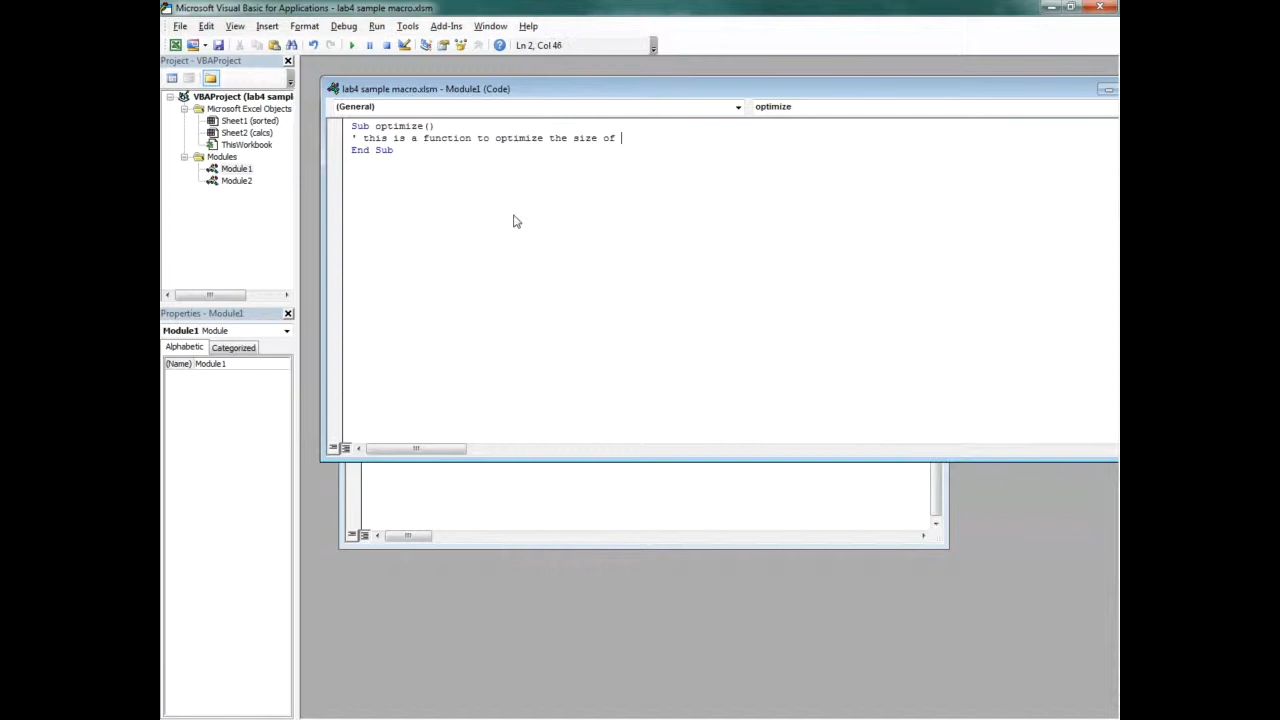 Microsoft Visual Basic for Applications - lab4 sample macro.xlsm
File Edit View Insert Format Debug Run Tools Add-Ins Window Help
Ln 2, Col 46
Project - VBAProject
VBAProject (lab4 sampl
Microsoft Excel Objects
Sheet1 (sorted)
Sheet2 (calcs)
ThisWorkbook
Modules
Module1
Module2
Properties - Module1
Module1 Module
Alphabetic Categorized
(Name) Module1
lab4 sample macro.xlsm - Module1 (Code)
(General) optimize
Sub optimize()
' this is a function to optimize the size of
End Sub